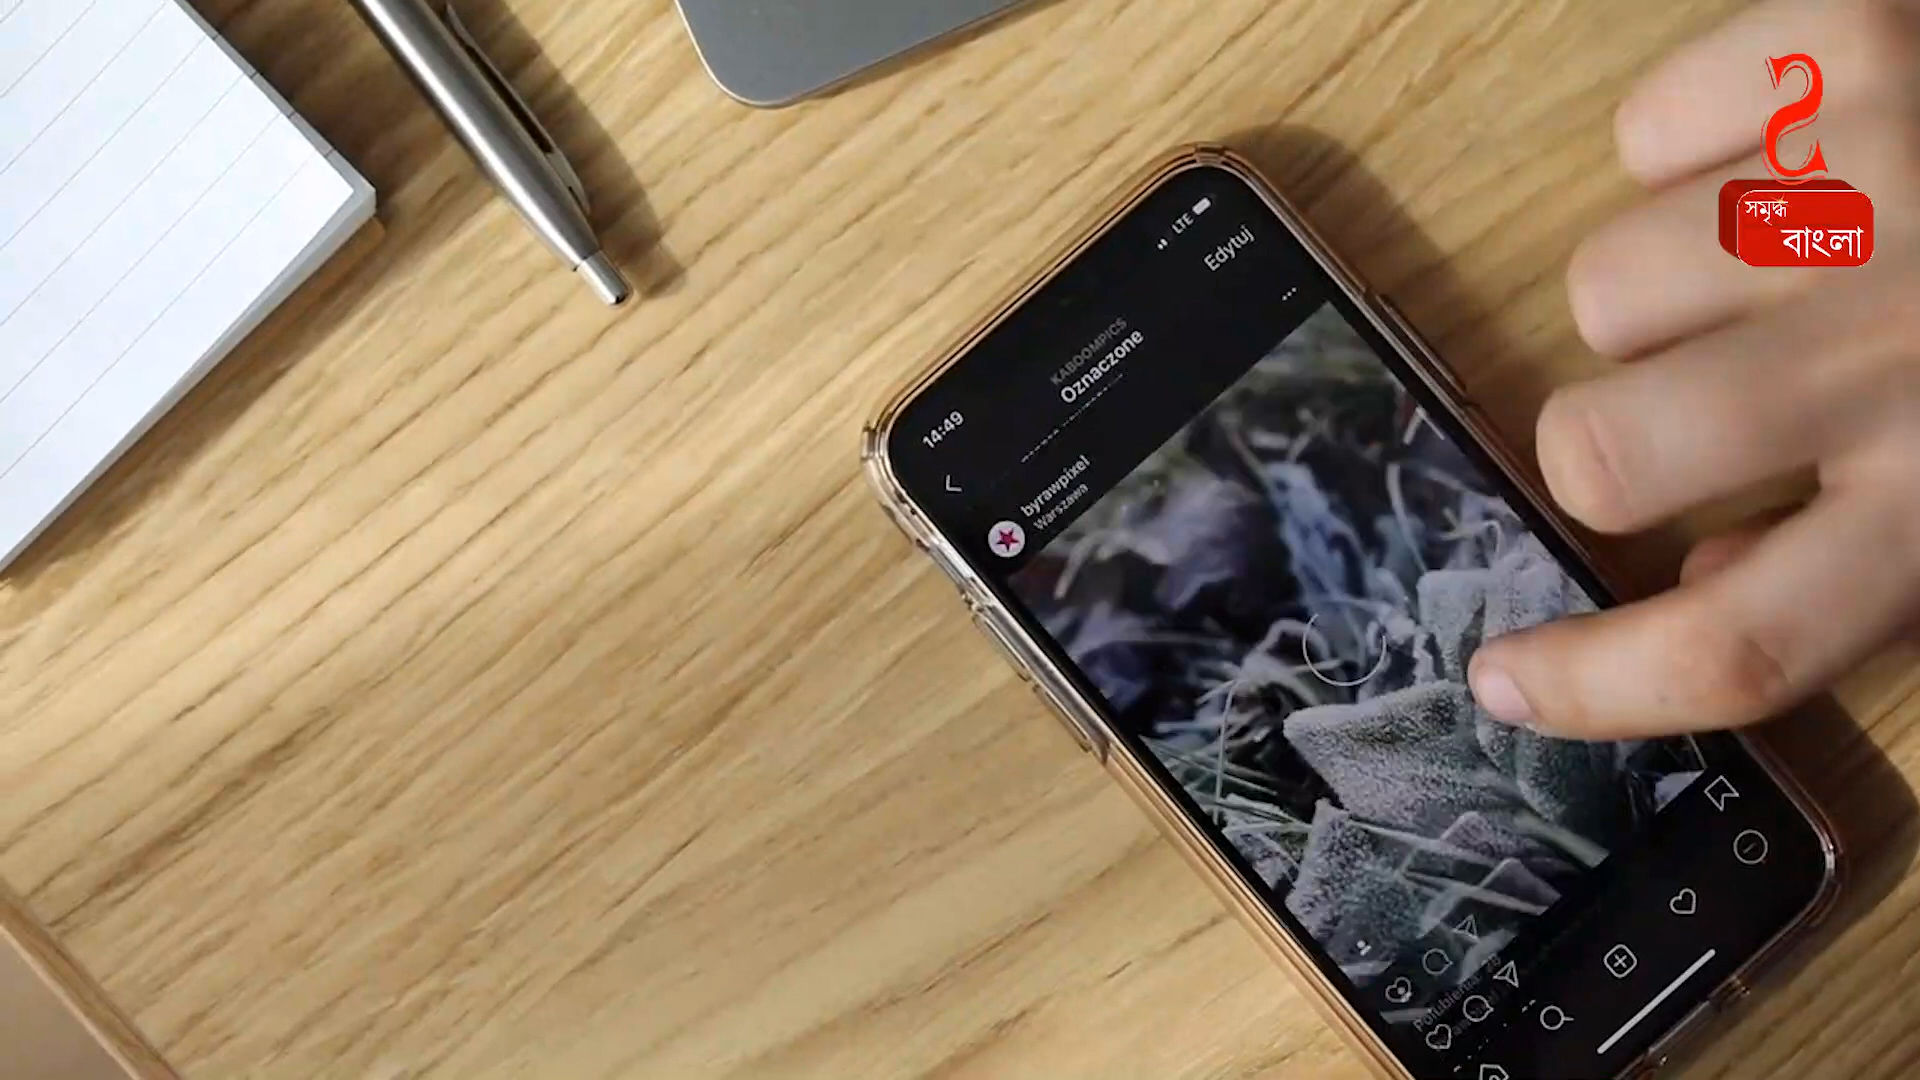 সমৃদ্ধ
বাংলা
LTE
Edytuj
KABOOMPICS
Oznaczone
14:49
byrawpixel
Warszawa